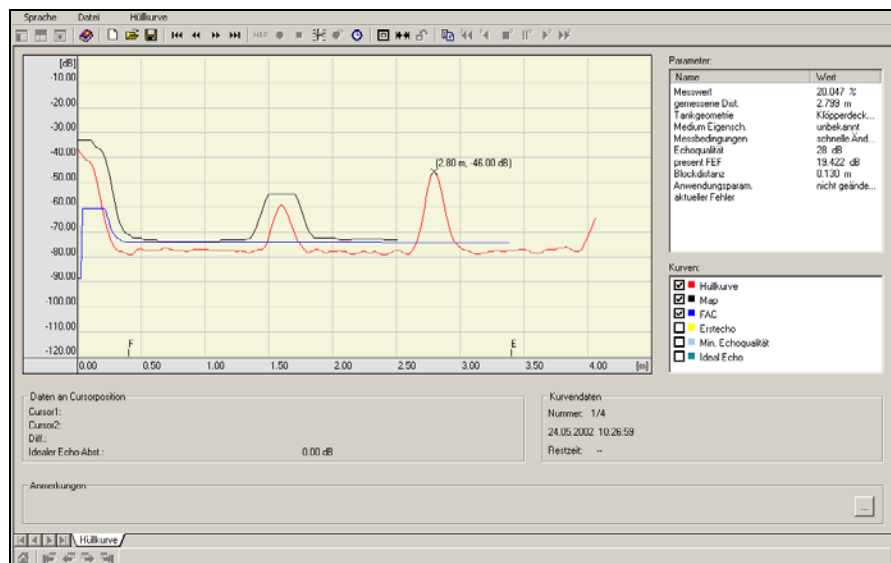 Sprache Datei Hüllkurve
MAP
[dB]
-10.00
-20.00
-30.00
-40.00
-50.00
-60.00
-70.00
-80.00
-90.00
-100.00
-110.00
-120.00
(2.80 m, -46.00 dB)
F
E
0.00 0.50 1.00 1.50 2.00 2.50 3.00 3.50 4.00 [m]
Parameter:
Name Wert
Messwert 20.047 %
gemessene Dist. 2.799 m
Tankgeometrie Klöpperdeck...
Medium Eigensch. unbekannt
Messbedingungen schnelle Änd...
Echoqualität 28 dB
present FEF 19.422 dB
Blockdistanz 0.130 m
Anwendungsparam. nicht geände...
aktueller Fehler
Kurven:
Hüllkurve
Map
FAC
Erstecho
Min. Echoqualität
Ideal Echo
Daten an Cursorposition
Cursor1:
Cursor2:
Diff.:
Idealer Echo Abst.: 0.00 dB
Kurvendaten
Nummer: 1/4
24.05.2002 10:26:59
Restzeit: --
Anmerkungen
...
Hüllkurve